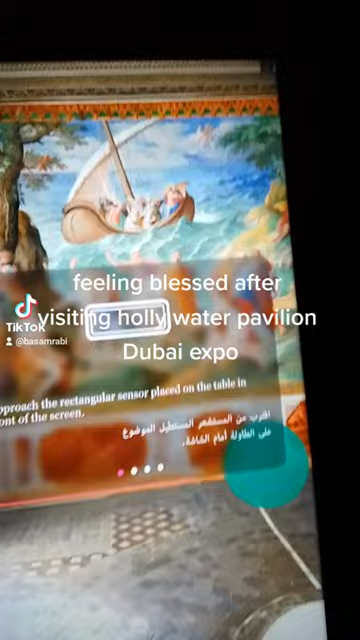 feeling blessed after
visiting holly water pavilion
Dubai expo
TikTok
@basamrabi
pproach the rectangular sensor placed on the table in
ont of the screen.
اقترب من المستشعر المستطيل الموضوع
على الطاولة أمام الشاشة.